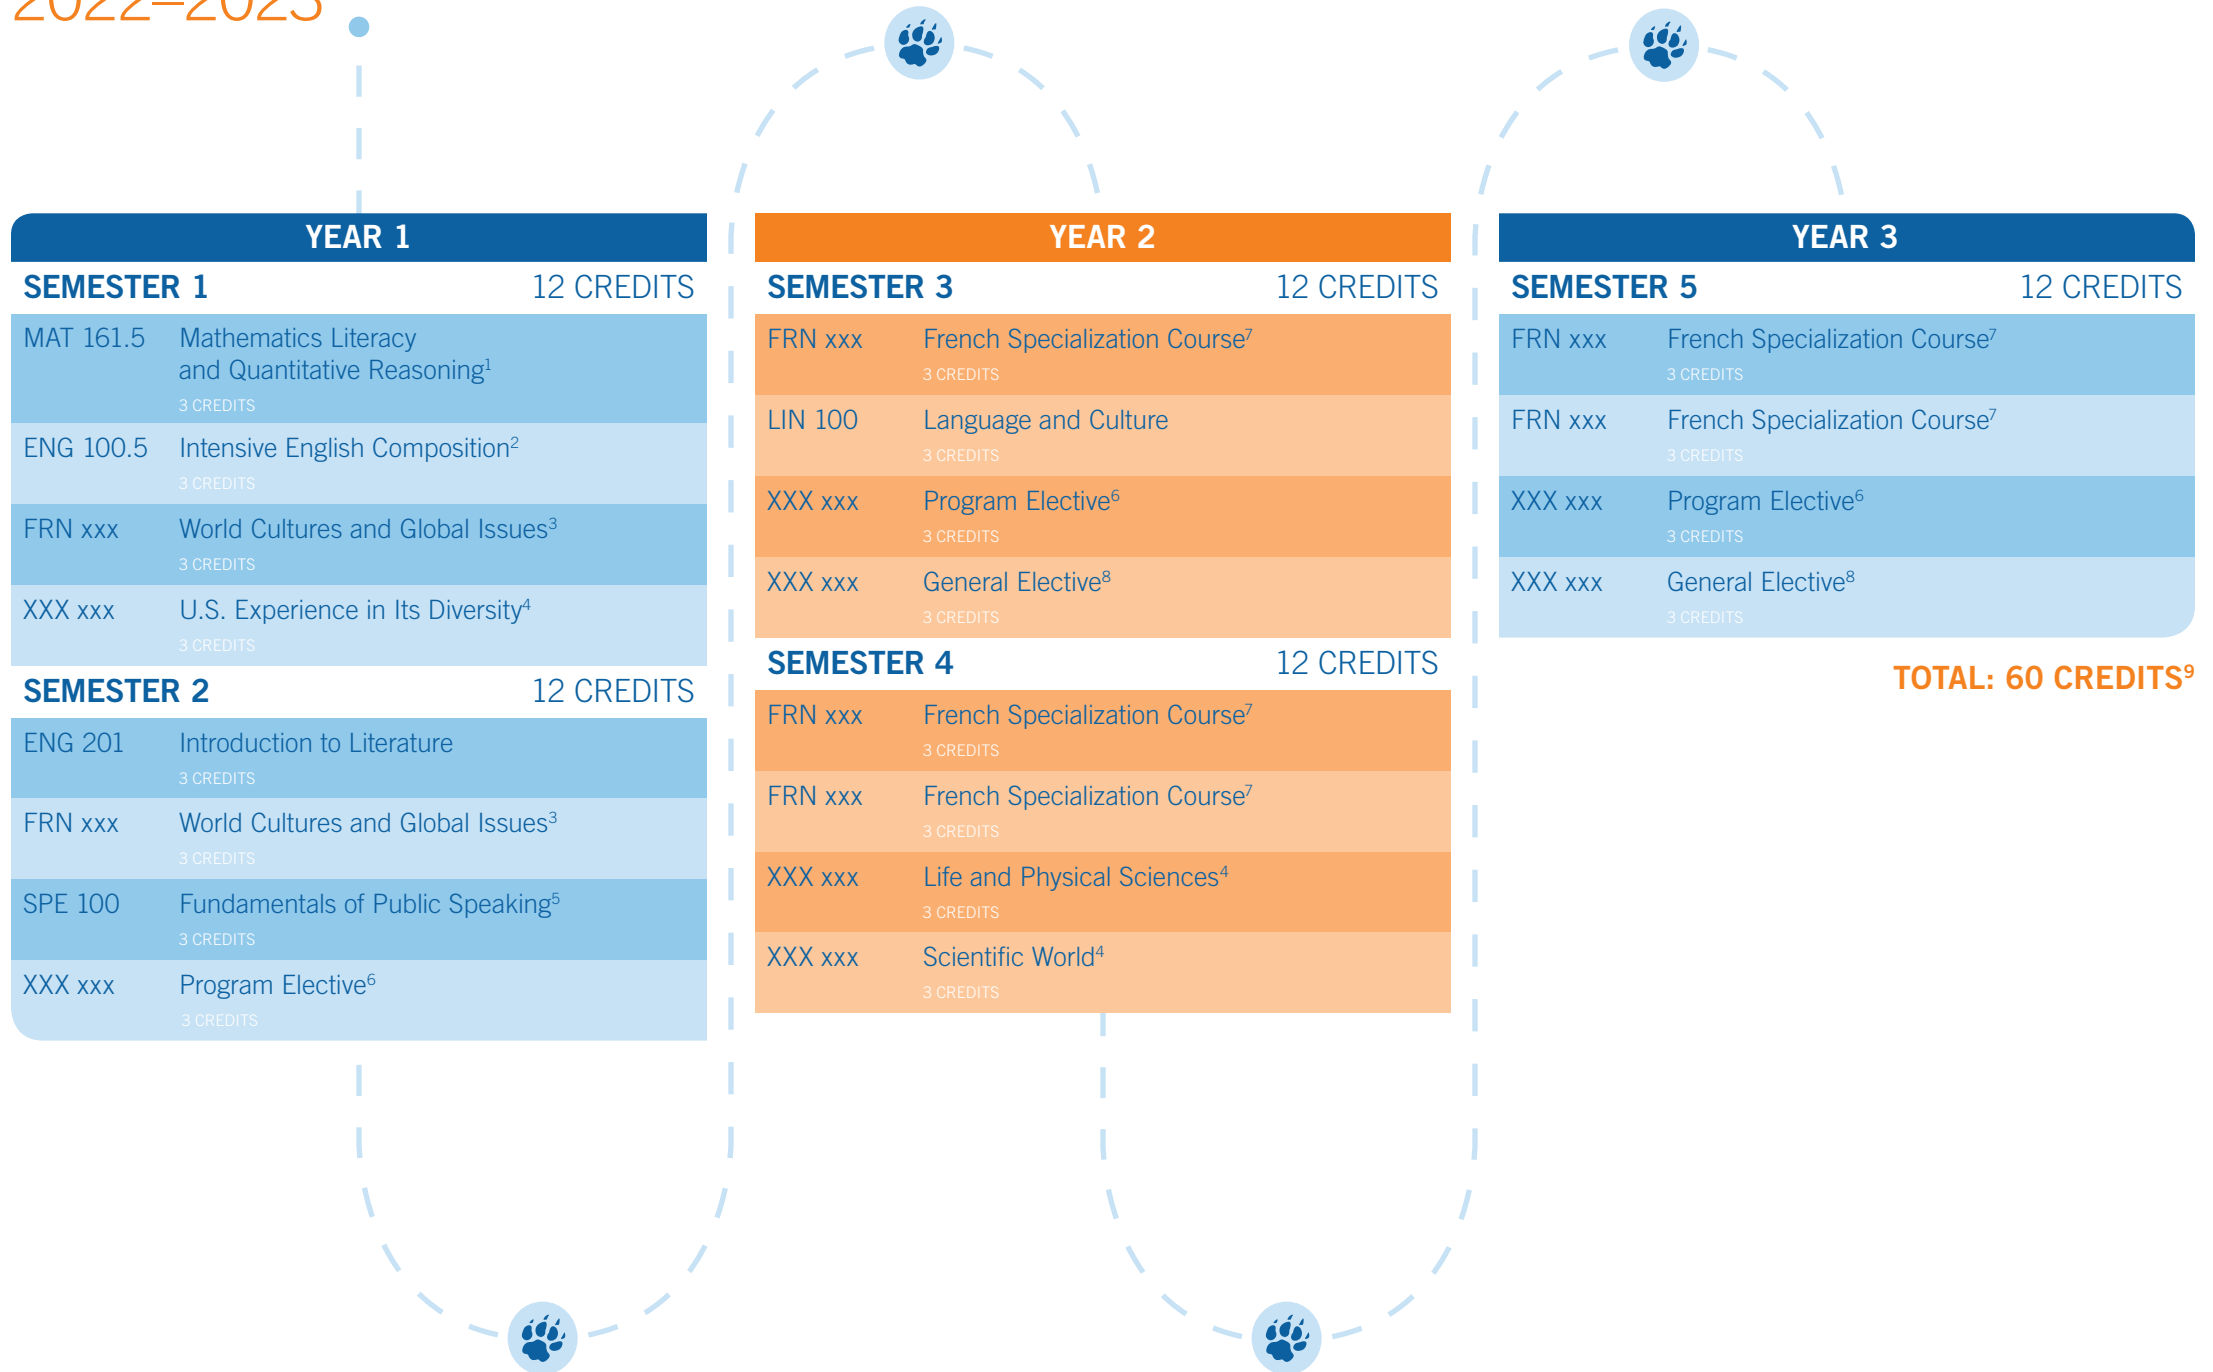 2022–2023
YEAR 1
SEMESTER 1 12 CREDITS
MAT 161.5 Mathematics Literacy
and Quantitative Reasoning1
3 CREDITS
ENG 100.5 Intensive English Composition2
3 CREDITS
FRN xxx World Cultures and Global Issues3
3 CREDITS
XXX xxx U.S. Experience in Its Diversity4
3 CREDITS
SEMESTER 2 12 CREDITS
ENG 201 Introduction to Literature
3 CREDITS
FRN xxx World Cultures and Global Issues3
3 CREDITS
SPE 100 Fundamentals of Public Speaking5
3 CREDITS
XXX xxx Program Elective6
3 CREDITS
YEAR 2
SEMESTER 3 12 CREDITS
FRN xxx French Specialization Course7
3 CREDITS
LIN 100 Language and Culture
3 CREDITS
XXX xxx Program Elective6
3 CREDITS
XXX xxx General Elective8
3 CREDITS
SEMESTER 4 12 CREDITS
FRN xxx French Specialization Course7
3 CREDITS
FRN xxx French Specialization Course7
3 CREDITS
XXX xxx Life and Physical Sciences4
3 CREDITS
XXX xxx Scientific World4
3 CREDITS
YEAR 3
SEMESTER 5 12 CREDITS
FRN xxx French Specialization Course7
3 CREDITS
FRN xxx French Specialization Course7
3 CREDITS
XXX xxx Program Elective6
3 CREDITS
XXX xxx General Elective8
3 CREDITS
TOTAL: 60 CREDITS9